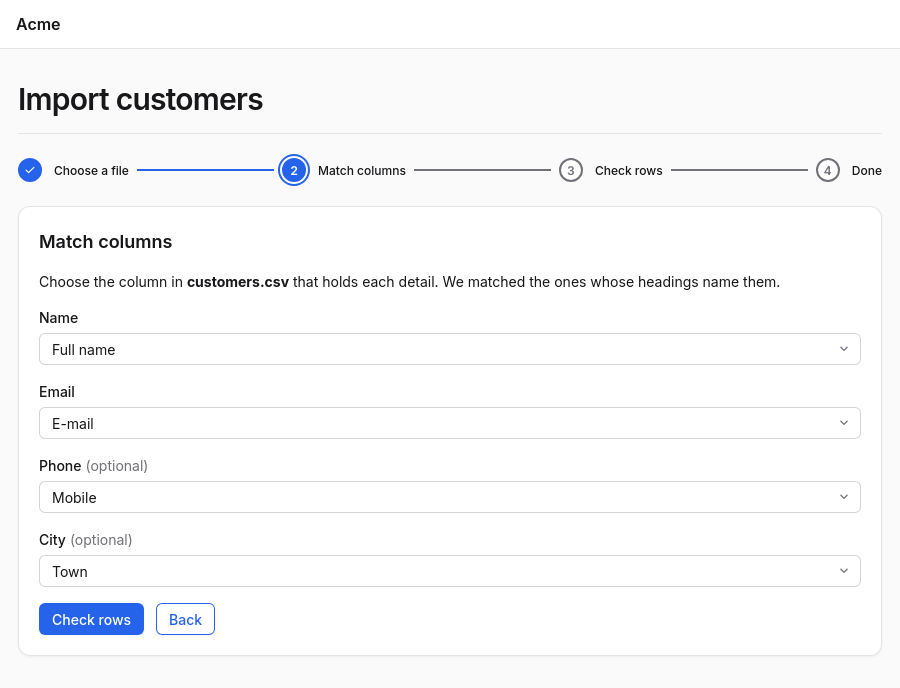 Acme
Import customers
Choose a file
2
Match columns
3
Check rows
4
Done
Match columns
Choose the column in customers.csv that holds each detail. We matched the ones whose headings name them.
Name
Full name
Email
E-mail
Phone (optional)
Mobile
City (optional)
Town
Check rows
Back